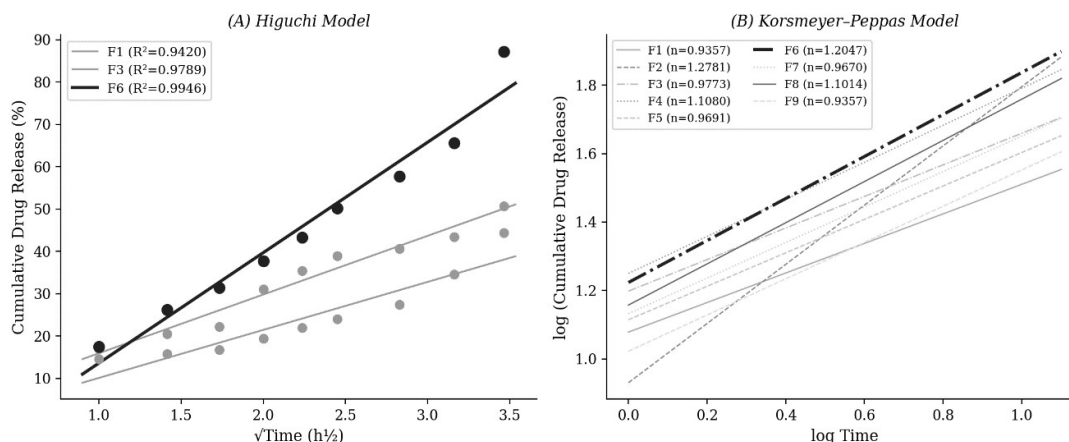 (A) Higuchi Model
Cumulative Drug Release (%)
90
80
70
60
50
40
30
20
10
F1 (R²=0.9420)
F3 (R²=0.9789)
F6 (R²=0.9946)
1.0 1.5 2.0 2.5 3.0 3.5
√Time (h½)
(B) Korsmeyer–Peppas Model
log (Cumulative Drug Release)
1.8
1.6
1.4
1.2
1.0
F1 (n=0.9357)
F2 (n=1.2781)
F3 (n=0.9773)
F4 (n=1.1080)
F5 (n=0.9691)
F6 (n=1.2047)
F7 (n=0.9670)
F8 (n=1.1014)
F9 (n=0.9357)
0.0 0.2 0.4 0.6 0.8 1.0
log Time